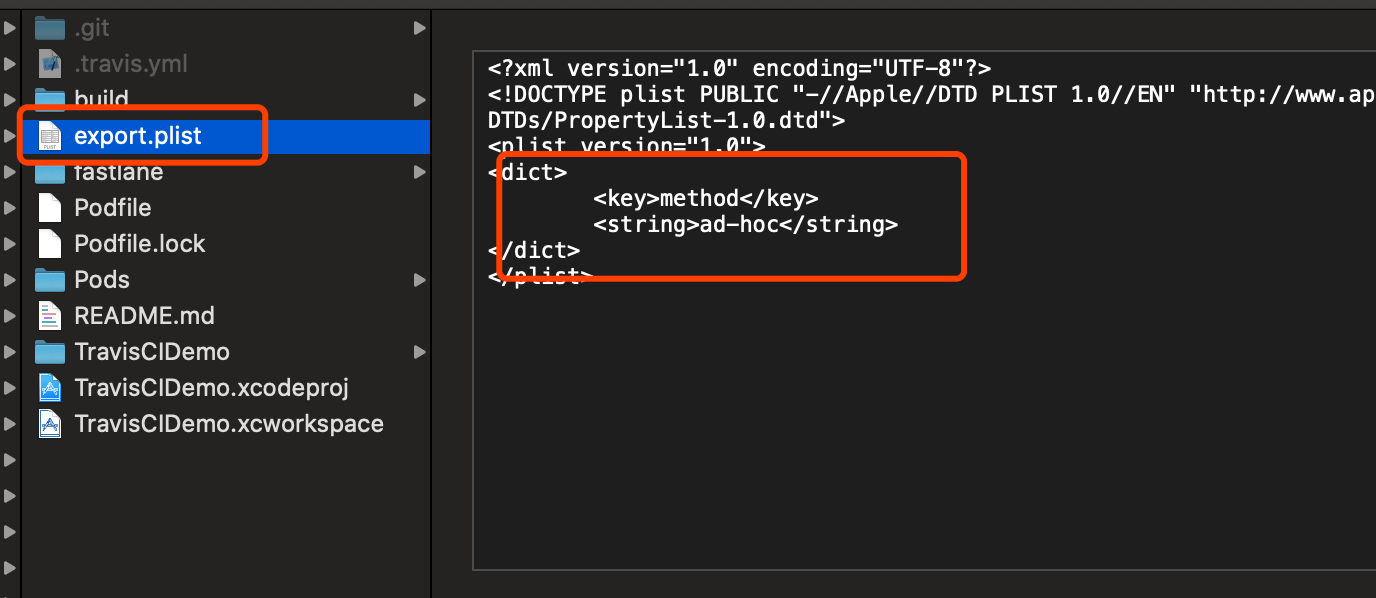 .git
.travis.yml
build
export.plist
fastlane
Podfile
Podfile.lock
Pods
README.md
TravisCIDemo
TravisCIDemo.xcodeproj
TravisCIDemo.xcworkspace
<?xml version="1.0" encoding="UTF-8"?>
<!DOCTYPE plist PUBLIC "-//Apple//DTD PLIST 1.0//EN" "http://www.ap
DTDs/PropertyList-1.0.dtd">
<plist version="1.0">
<dict>
<key>method</key>
<string>ad-hoc</string>
</dict>
</plist>